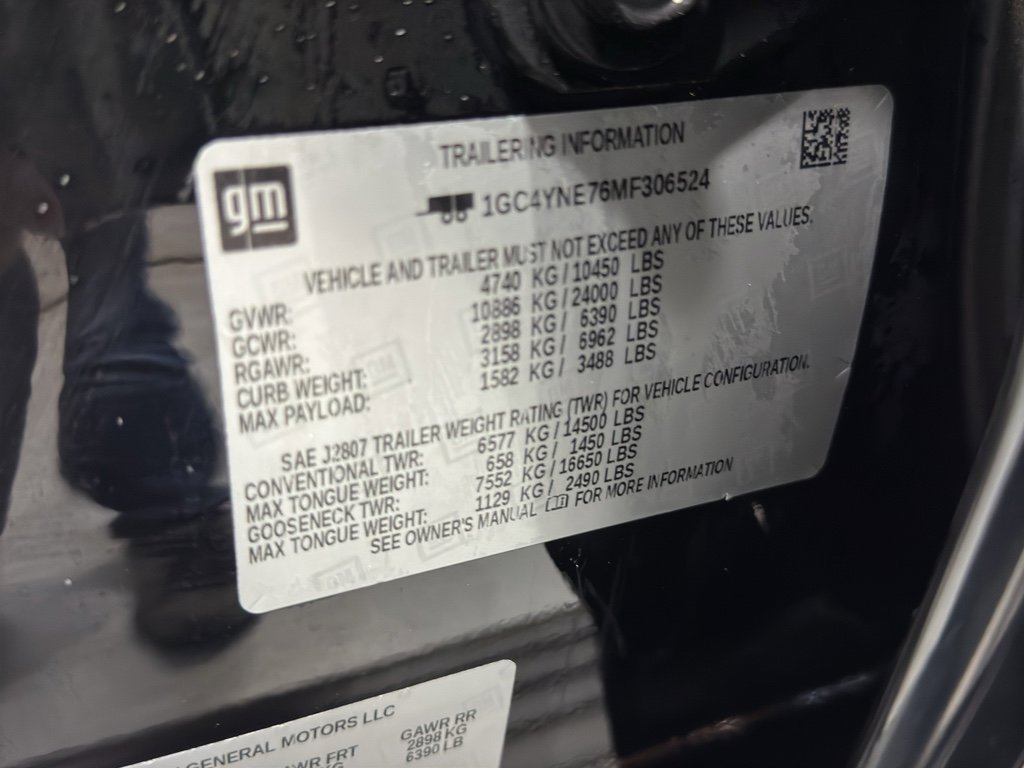 gm
TRAILERING INFORMATION
1GC4YNE76MF306524
VEHICLE AND TRAILER MUST NOT EXCEED ANY OF THESE VALUES.
GVWR: 4740 KG / 10450 LBS
GCWR: 10886 KG / 24000 LBS
RGAWR: 2898 KG / 6390 LBS
CURB WEIGHT: 3158 KG / 6962 LBS
MAX PAYLOAD: 1582 KG / 3488 LBS
SAE J2807 TRAILER WEIGHT RATING (TWR) FOR VEHICLE CONFIGURATION.
CONVENTIONAL TWR: 6577 KG / 14500 LBS
MAX TONGUE WEIGHT: 658 KG / 1450 LBS
GOOSENECK TWR: 7552 KG / 16650 LBS
MAX TONGUE WEIGHT: 1129 KG / 2490 LBS
SEE OWNER'S MANUAL FOR MORE INFORMATION
GENERAL MOTORS LLC
FRT GAWR RR
KG 2898 KG
6390 LB